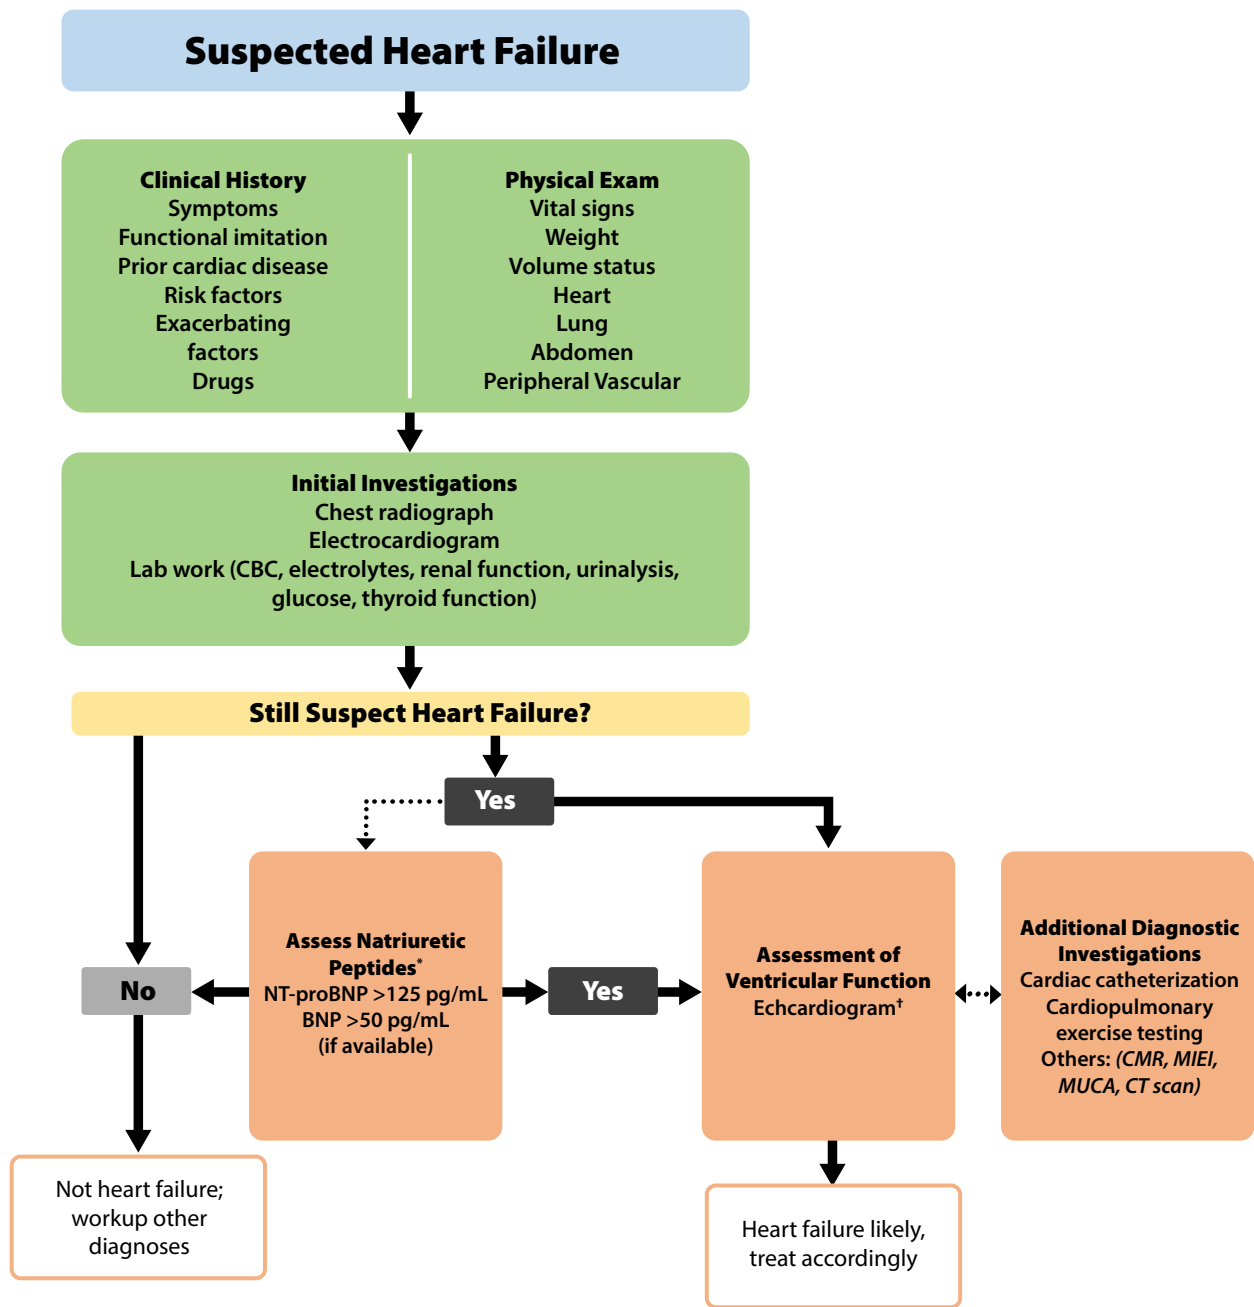 Suspected Heart Failure
Clinical History
Symptoms
Functional imitation
Prior cardiac disease
Risk factors
Exacerbating
factors
Drugs
Physical Exam
Vital signs
Weight
Volume status
Heart
Lung
Abdomen
Peripheral Vascular
Initial Investigations
Chest radiograph
Electrocardiogram
Lab work (CBC, electrolytes, renal function, urinalysis,
glucose, thyroid function)
Still Suspect Heart Failure?
Yes
No
Assess Natriuretic
Peptides*
NT-proBNP >125 pg/mL
BNP >50 pg/mL
(if available)
Yes
Assessment of
Ventricular Function
Echcardiogram†
Additional Diagnostic
Investigations
Cardiac catheterization
Cardiopulmonary
exercise testing
Others: (CMR, MIEI,
MUCA, CT scan)
Not heart failure;
workup other
diagnoses
Heart failure likely,
treat accordingly